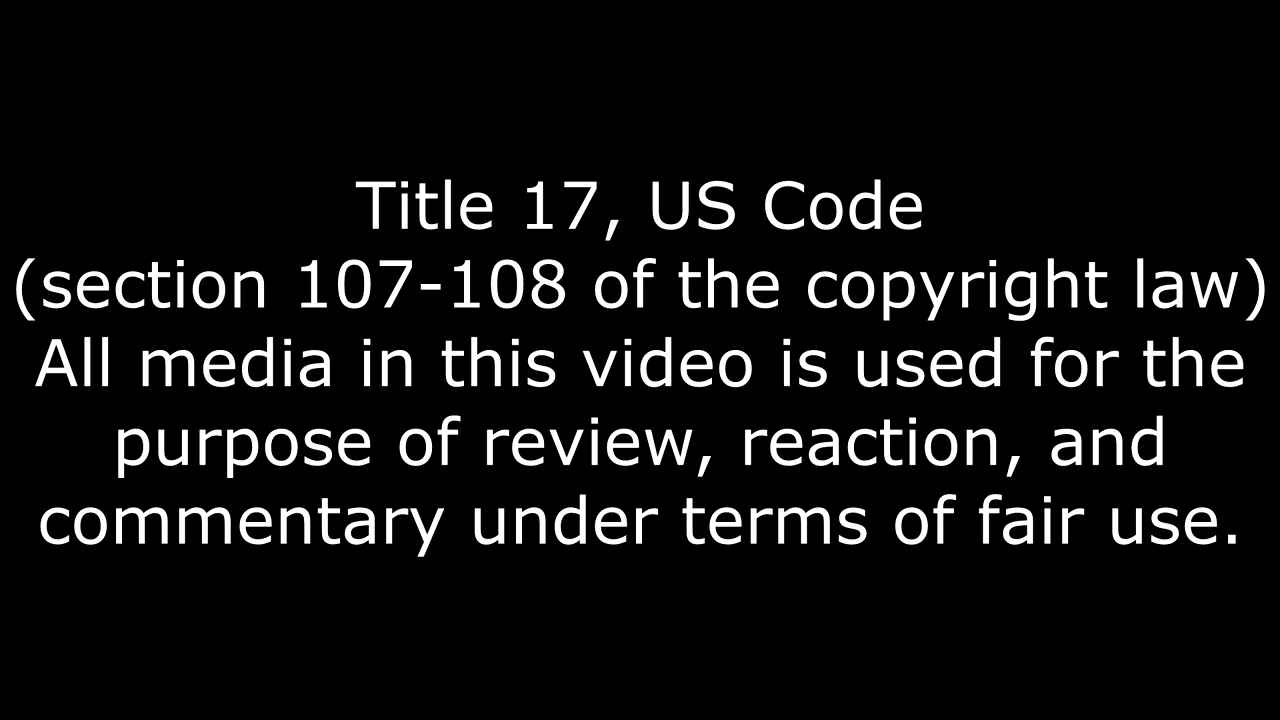 Title 17, US Code
(section 107-108 of the copyright law)
All media in this video is used for the
purpose of review, reaction, and
commentary under terms of fair use.